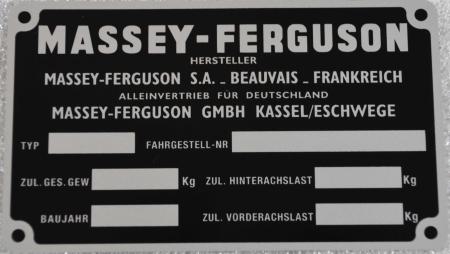 MASSEY-FERGUSON
HERSTELLER
MASSEY-FERGUSON S.A. - BEAUVAIS - FRANKREICH
ALLEINVERTRIEB FÜR DEUTSCHLAND
MASSEY-FERGUSON GMBH KASSEL/ESCHWEGE
TYP FAHRGESTELL-NR
ZUL.GES.GEW Kg ZUL. HINTERACHSLAST Kg
BAUJAHR ZUL. VORDERACHSLAST Kg